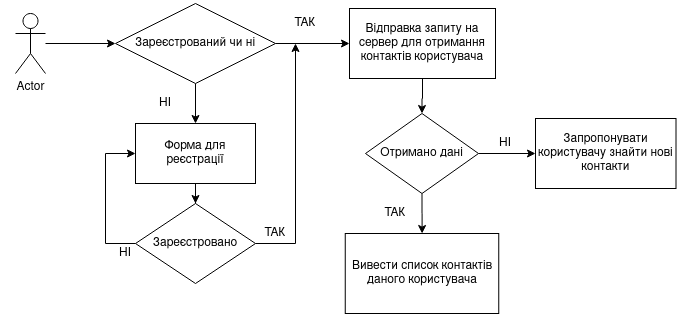 Actor
Зареєстрований чи ні
ТАК
Відправка запиту на
сервер для отримання
контактів користувача
НІ
Форма для
реєстрації
Отримано дані
НІ
Запропонувати
користувачу знайти нові
контакти
Зареєстровано
ТАК
НІ
ТАК
Вивести список контактів
даного користувача